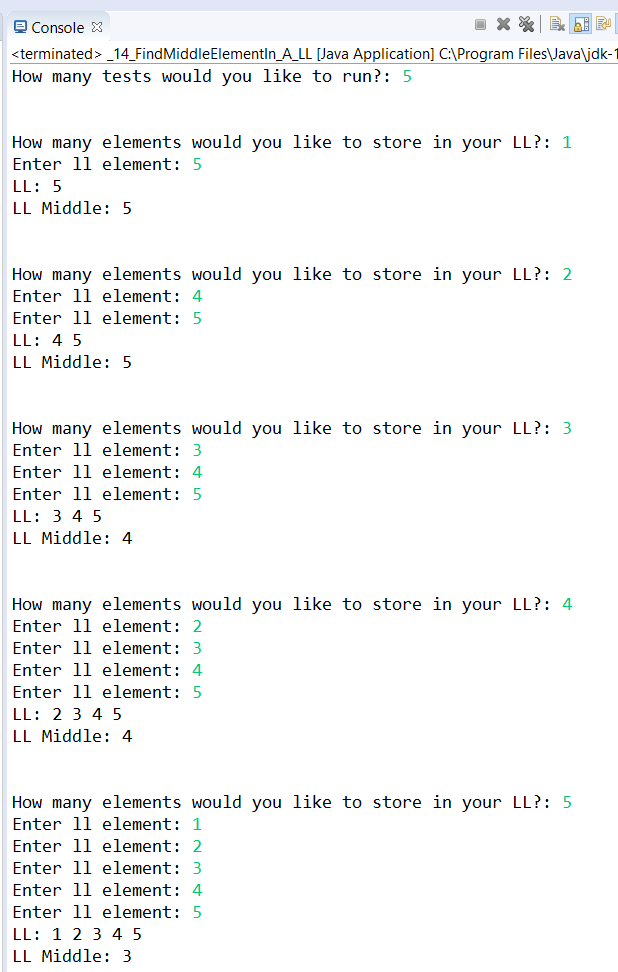 Console
<terminated> _14_FindMiddleElementIn_A_LL [Java Application] C:\Program Files\Java\jdk-1
How many tests would you like to run?: 5
How many elements would you like to store in your LL?: 1
Enter ll element: 5
LL: 5
LL Middle: 5
How many elements would you like to store in your LL?: 2
Enter ll element: 4
Enter ll element: 5
LL: 4 5
LL Middle: 5
How many elements would you like to store in your LL?: 3
Enter ll element: 3
Enter ll element: 4
Enter ll element: 5
LL: 3 4 5
LL Middle: 4
How many elements would you like to store in your LL?: 4
Enter ll element: 2
Enter ll element: 3
Enter ll element: 4
Enter ll element: 5
LL: 2 3 4 5
LL Middle: 4
How many elements would you like to store in your LL?: 5
Enter ll element: 1
Enter ll element: 2
Enter ll element: 3
Enter ll element: 4
Enter ll element: 5
LL: 1 2 3 4 5
LL Middle: 3